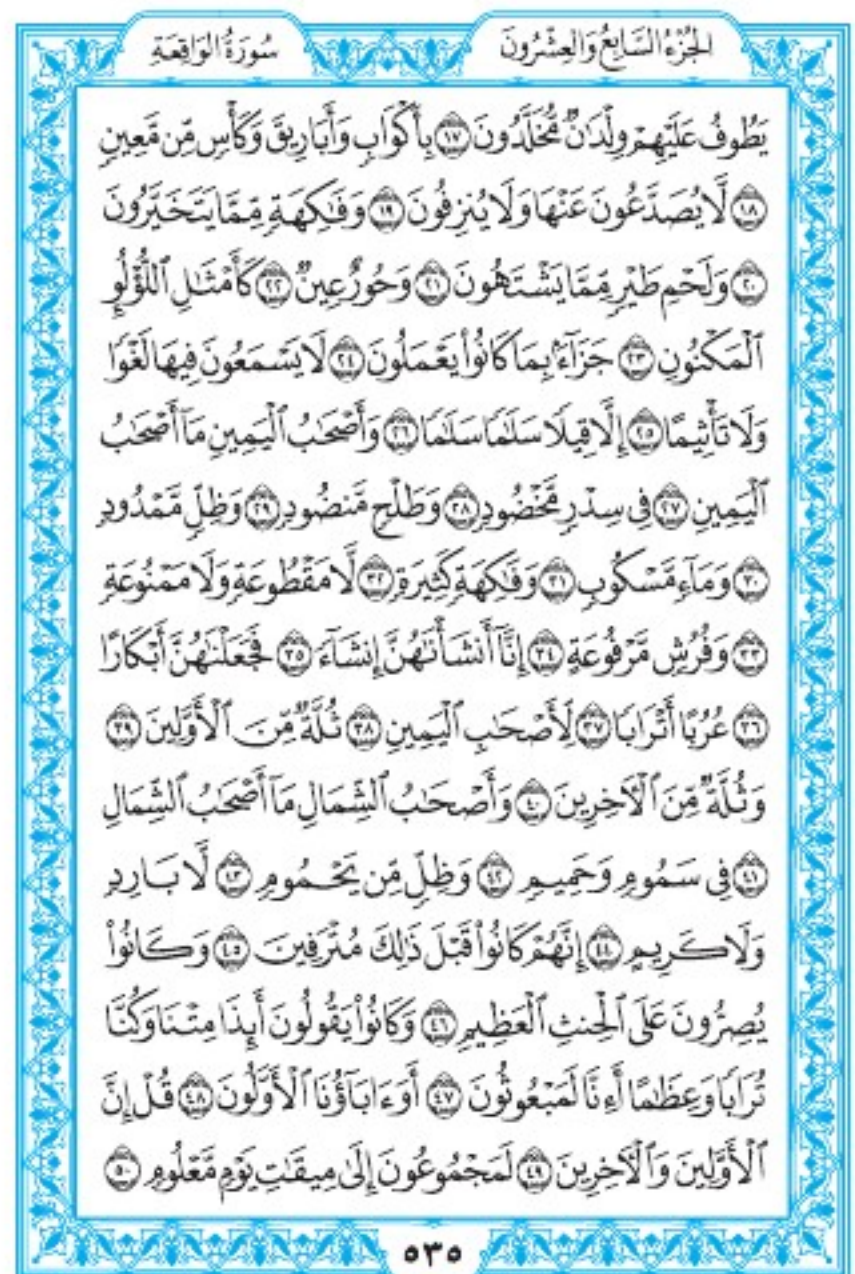 الجُزْءُ السَّابِعُ وَالعِشْرُونَ
سُورَةُ الوَاقِعَةِ
يَطُوفُ عَلَيْهِمْ وِلْدَٰنٌ مُّخَلَّدُونَ ١٧ بِأَكْوَابٍ وَأَبَارِيقَ وَكَأْسٍ مِّن مَّعِينٍ
١٨ لَّا يُصَدَّعُونَ عَنْهَا وَلَا يُنزِفُونَ ١٩ وَفَٰكِهَةٍ مِّمَّا يَتَخَيَّرُونَ
٢٠ وَلَحْمِ طَيْرٍ مِّمَّا يَشْتَهُونَ ٢١ وَحُورٌ عِينٌ ٢٢ كَأَمْثَٰلِ ٱللُّؤْلُؤِ
ٱلْمَكْنُونِ ٢٣ جَزَآءًۢ بِمَا كَانُوا۟ يَعْمَلُونَ ٢٤ لَا يَسْمَعُونَ فِيهَا لَغْوًا
وَلَا تَأْثِيمًا ٢٥ إِلَّا قِيلًا سَلَٰمًا سَلَٰمًا ٢٦ وَأَصْحَٰبُ ٱلْيَمِينِ مَآ أَصْحَٰبُ
ٱلْيَمِينِ ٢٧ فِى سِدْرٍ مَّخْضُودٍ ٢٨ وَطَلْحٍ مَّنضُودٍ ٢٩ وَظِلٍّ مَّمْدُودٍ
٣٠ وَمَآءٍ مَّسْكُوبٍ ٣١ وَفَٰكِهَةٍ كَثِيرَةٍ ٣٢ لَّا مَقْطُوعَةٍ وَلَا مَمْنُوعَةٍ
٣٣ وَفُرُشٍ مَّرْفُوعَةٍ ٣٤ إِنَّآ أَنشَأْنَٰهُنَّ إِنشَآءً ٣٥ فَجَعَلْنَٰهُنَّ أَبْكَارًا
٣٦ عُرُبًا أَتْرَابًا ٣٧ لِّأَصْحَٰبِ ٱلْيَمِينِ ٣٨ ثُلَّةٌ مِّنَ ٱلْأَوَّلِينَ ٣٩
وَثُلَّةٌ مِّنَ ٱلْـَٔاخِرِينَ ٤٠ وَأَصْحَٰبُ ٱلشِّمَالِ مَآ أَصْحَٰبُ ٱلشِّمَالِ
٤١ فِى سَمُومٍ وَحَمِيمٍ ٤٢ وَظِلٍّ مِّن يَحْمُومٍ ٤٣ لَّا بَارِدٍ
وَلَا كَرِيمٍ ٤٤ إِنَّهُمْ كَانُوا۟ قَبْلَ ذَٰلِكَ مُتْرَفِينَ ٤٥ وَكَانُوا۟
يُصِرُّونَ عَلَى ٱلْحِنثِ ٱلْعَظِيمِ ٤٦ وَكَانُوا۟ يَقُولُونَ أَئِذَا مِتْنَا وَكُنَّا
تُرَابًا وَعِظَٰمًا أَءِنَّا لَمَبْعُوثُونَ ٤٧ أَوَءَابَآؤُنَا ٱلْأَوَّلُونَ ٤٨ قُلْ إِنَّ
ٱلْأَوَّلِينَ وَٱلْـَٔاخِرِينَ ٤٩ لَمَجْمُوعُونَ إِلَىٰ مِيقَٰتِ يَوْمٍ مَّعْلُومٍ ٥٠
٥٣٥